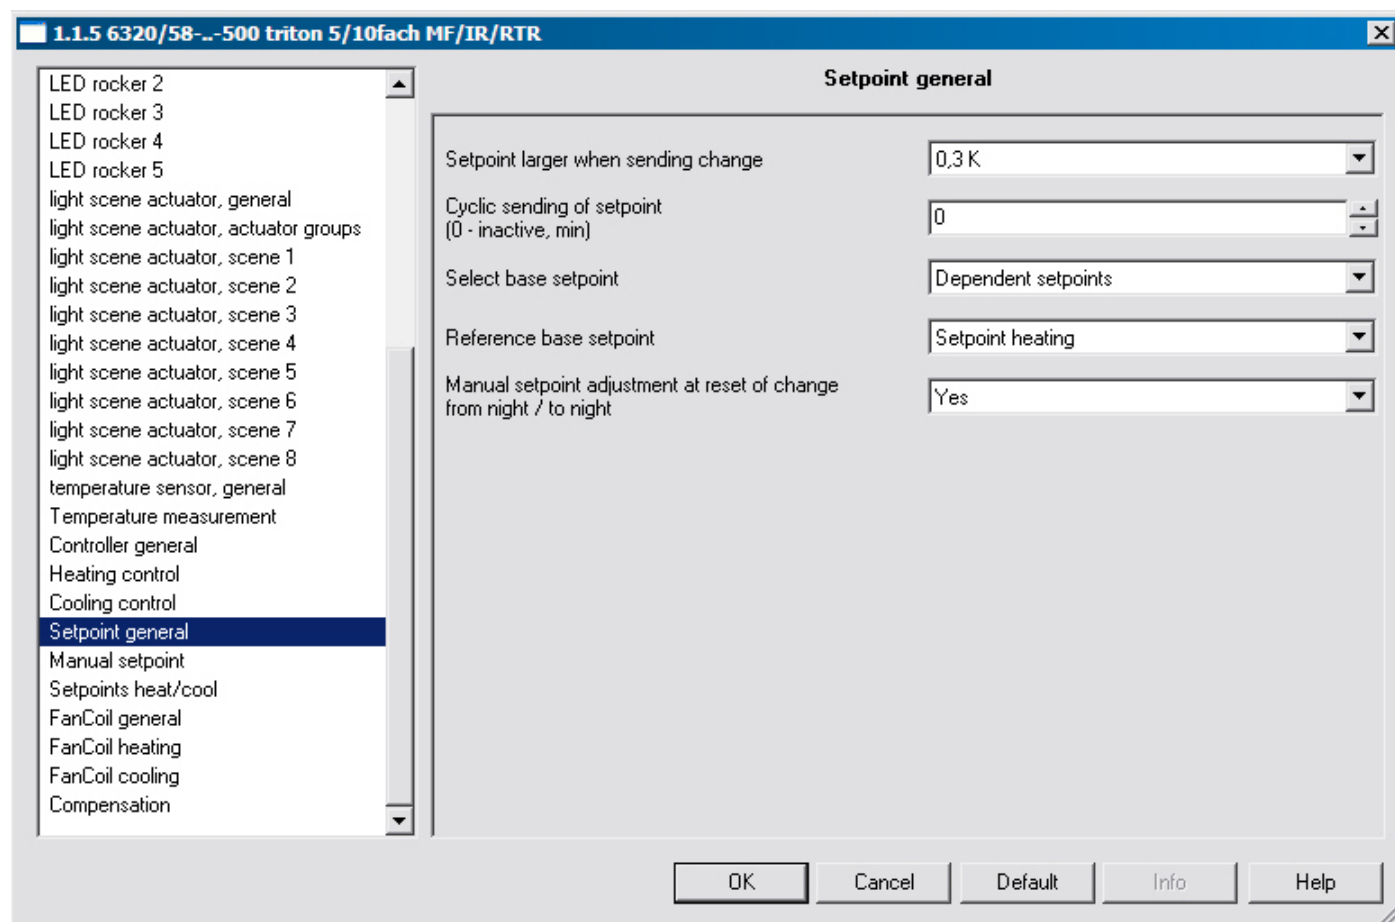 1.1.5 6320/58-..-500 triton 5/10fach MF/IR/RTR
LED rocker 2
LED rocker 3
LED rocker 4
LED rocker 5
light scene actuator, general
light scene actuator, actuator groups
light scene actuator, scene 1
light scene actuator, scene 2
light scene actuator, scene 3
light scene actuator, scene 4
light scene actuator, scene 5
light scene actuator, scene 6
light scene actuator, scene 7
light scene actuator, scene 8
temperature sensor, general
Temperature measurement
Controller general
Heating control
Cooling control
Setpoint general
Manual setpoint
Setpoints heat/cool
FanCoil general
FanCoil heating
FanCoil cooling
Compensation
Setpoint general
Setpoint larger when sending change
0,3 K
Cyclic sending of setpoint
(0 - inactive, min)
0
Select base setpoint
Dependent setpoints
Reference base setpoint
Setpoint heating
Manual setpoint adjustment at reset of change
from night / to night
Yes
OK
Cancel
Default
Info
Help